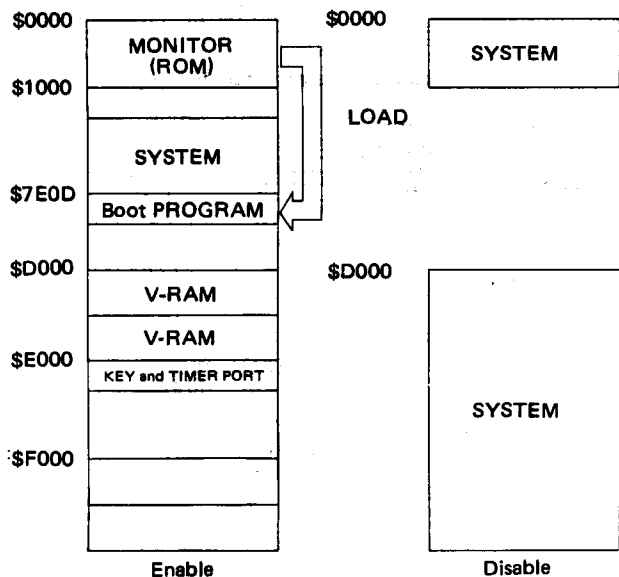 $0000
MONITOR
(ROM)
$1000
SYSTEM
$7E0D
Boot PROGRAM
$D000
V-RAM
V-RAM
$E000
KEY and TIMER PORT
$F000
Enable
LOAD
$0000
SYSTEM
$D000
SYSTEM
Disable